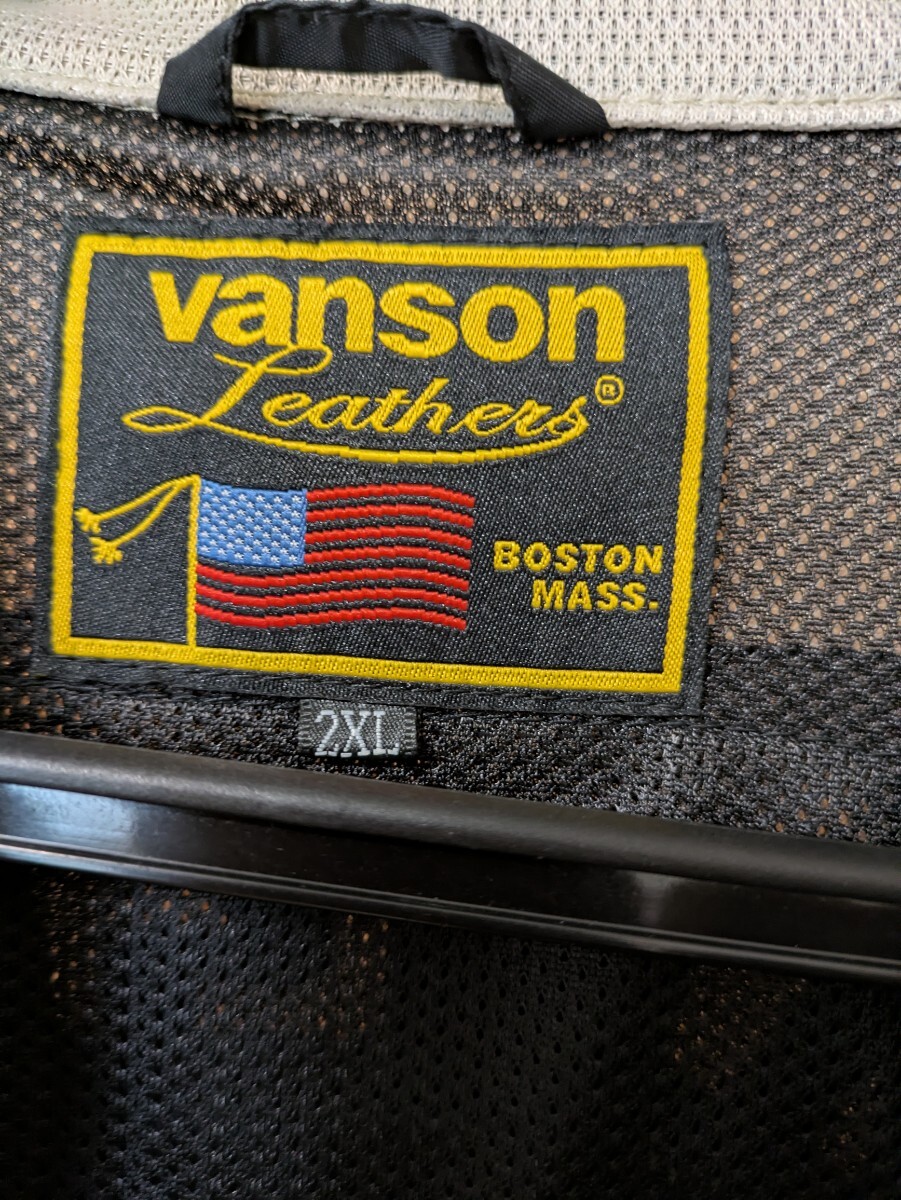 vanson
Leathers®
BOSTON
MASS.
2XL